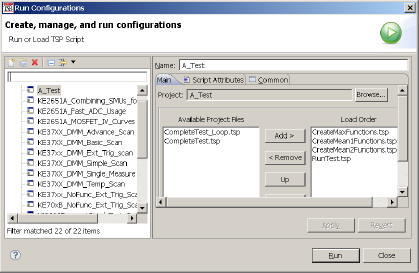 Run Configurations
Create, manage, and run configurations
Run or Load TSP Script
Name: A_Test
Main
Script Attributes
Common
Project: A_Test
Browse...
A_Test
KE2651A_Combining_SMUs_fo
KE2651A_Fast_ADC_Usage
KE2651A_MOSFET_IV_Curves
KE37XX_DMM_Advance_Scan
KE37XX_DMM_Basic_Scan
KE37XX_DMM_Ext_Trig_scan
KE37XX_DMM_Simple_Scan
KE37XX_DMM_Single_Measure
KE37XX_DMM_Temp_Scan
KE37xx_NoFunc_Ext_Trig_Sca
KE70xB_NoFunc_Ext_Trig_Sca
Filter matched 22 of 22 items
Available Project Files
CompleteTest_Loop.tsp
CompleteTest.tsp
Add >
< Remove
Up
Load Order
CreateMaxFunctions.tsp
CreateMean1Functions.tsp
CreateMean2Functions.tsp
RunTest.tsp
Apply
Revert
Run
Close